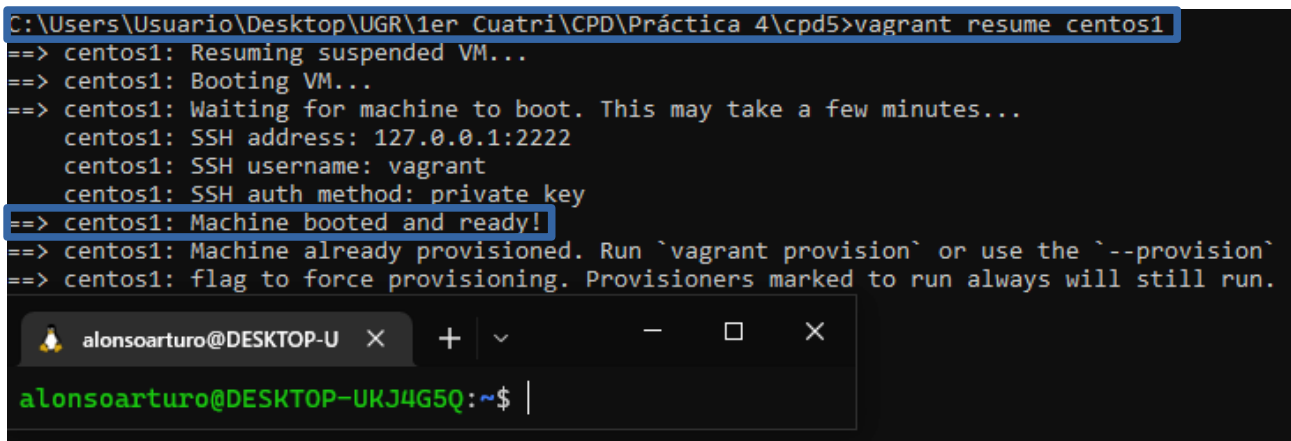 C:\Users\Usuario\Desktop\UGR\1er Cuatri\CPD\Práctica 4\cpd5>vagrant resume centos1
==> centos1: Resuming suspended VM...
==> centos1: Booting VM...
==> centos1: Waiting for machine to boot. This may take a few minutes...
    centos1: SSH address: 127.0.0.1:2222
    centos1: SSH username: vagrant
    centos1: SSH auth method: private key
==> centos1: Machine booted and ready!
==> centos1: Machine already provisioned. Run `vagrant provision` or use the `--provision`
==> centos1: flag to force provisioning. Provisioners marked to run always will still run.
alonsoarturo@DESKTOP-U
alonsoarturo@DESKTOP-UKJ4G5Q:~$